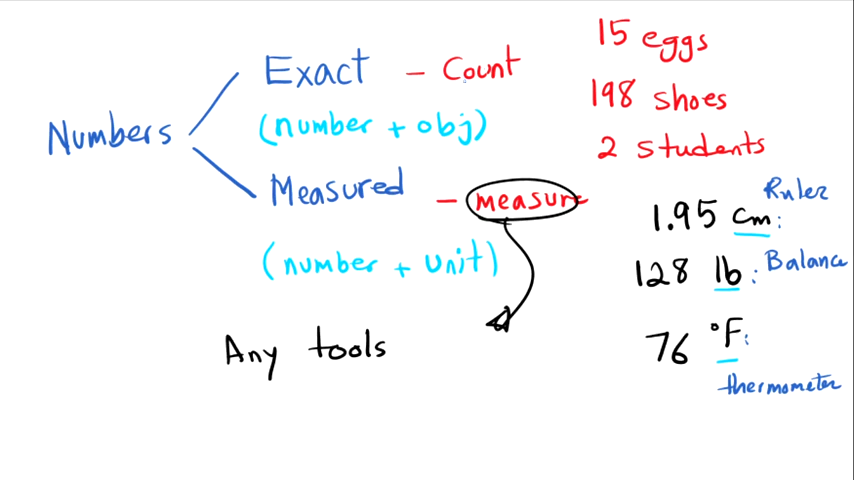 Numbers
Exact - Count
(number + obj)
Measured - measure
(number + unit)
Any tools
15 eggs
198 shoes
2 students
Ruler
1.95 cm:
128 lb: Balance
76 °F:
thermometer